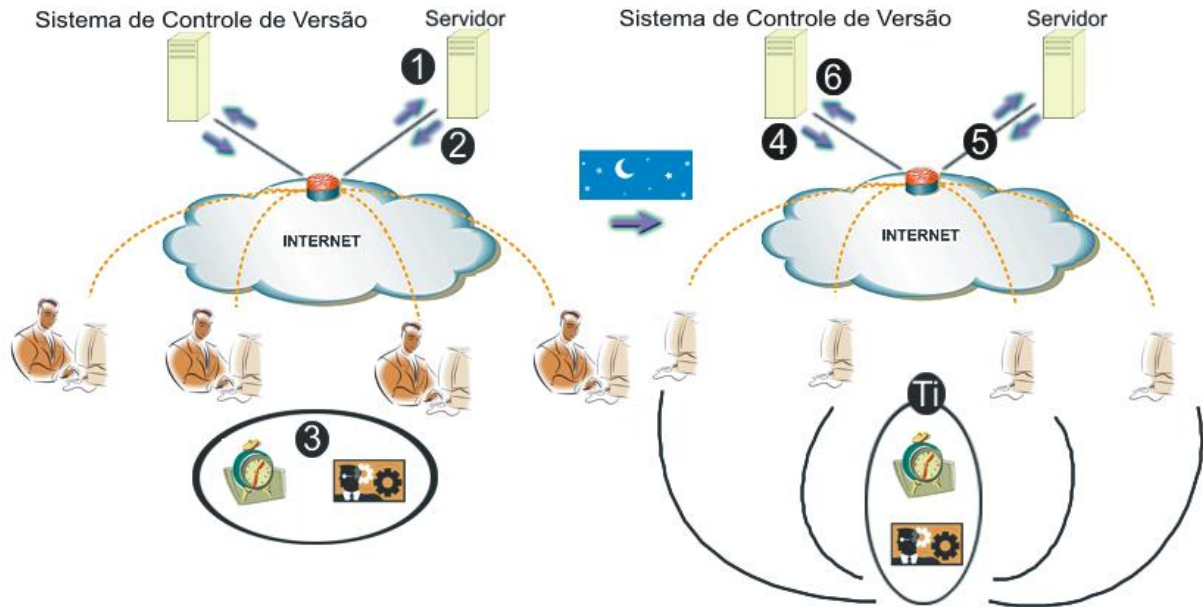 Sistema de Controle de Versão
Servidor
1
2
INTERNET
3
Sistema de Controle de Versão
Servidor
6
4
5
INTERNET
Ti